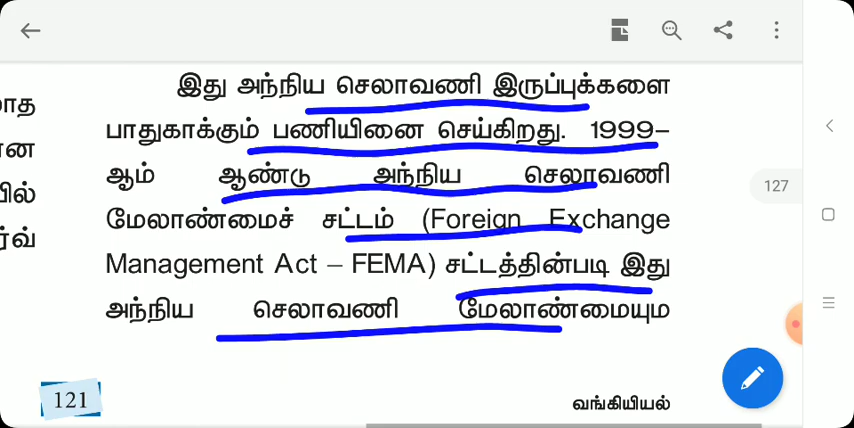 இது அந்நிய செலாவணி இருப்புக்களை
பாதுகாக்கும் பணியினை செய்கிறது. 1999–
ஆம் ஆண்டு அந்நிய செலாவணி
மேலாண்மைச் சட்டம் (Foreign Exchange
Management Act – FEMA) சட்டத்தின்படி இது
அந்நிய செலாவணி மேலாண்மையும
127
121
வங்கியியல்